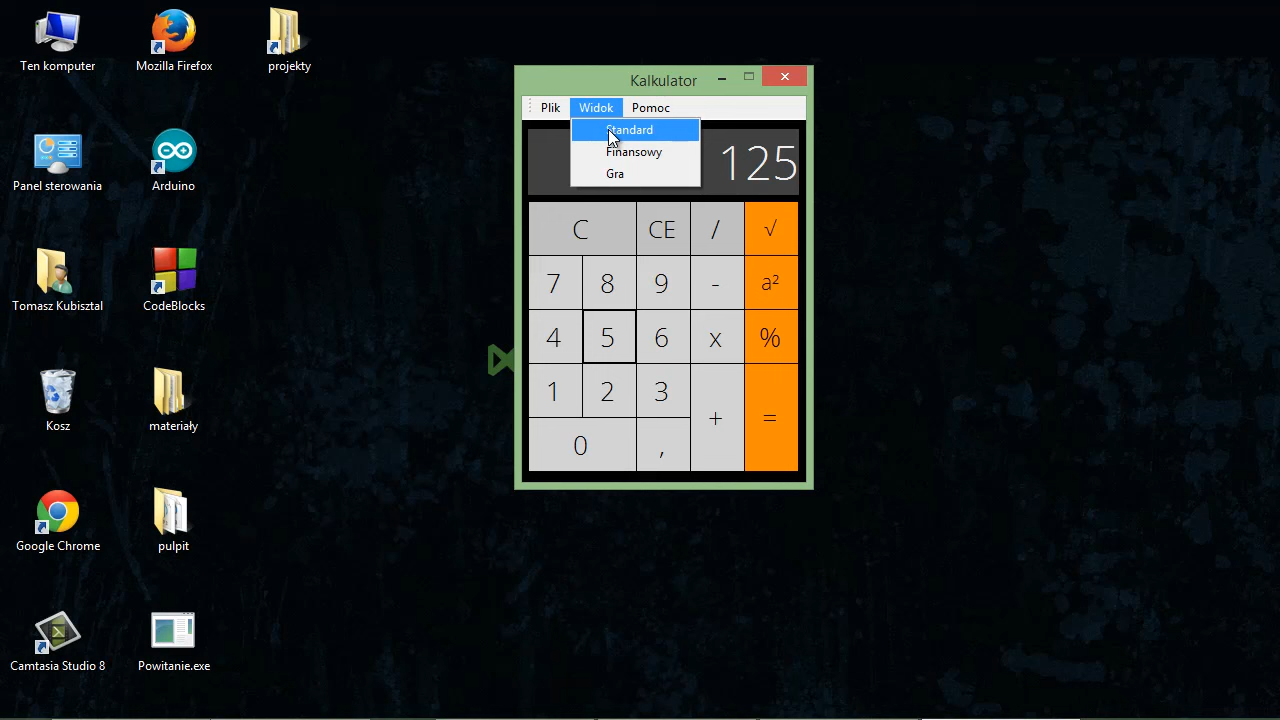 Ten komputer
Mozilla Firefox
projekty
Panel sterowania
Arduino
Tomasz Kubisztal
CodeBlocks
Kosz
materiały
Google Chrome
pulpit
Camtasia Studio 8
Powitanie.exe
Kalkulator
Plik Widok Pomoc
Standard
Finansowy
Gra
125
C CE / √
7 8 9 - a²
4 5 6 x %
1 2 3 + =
0 ,